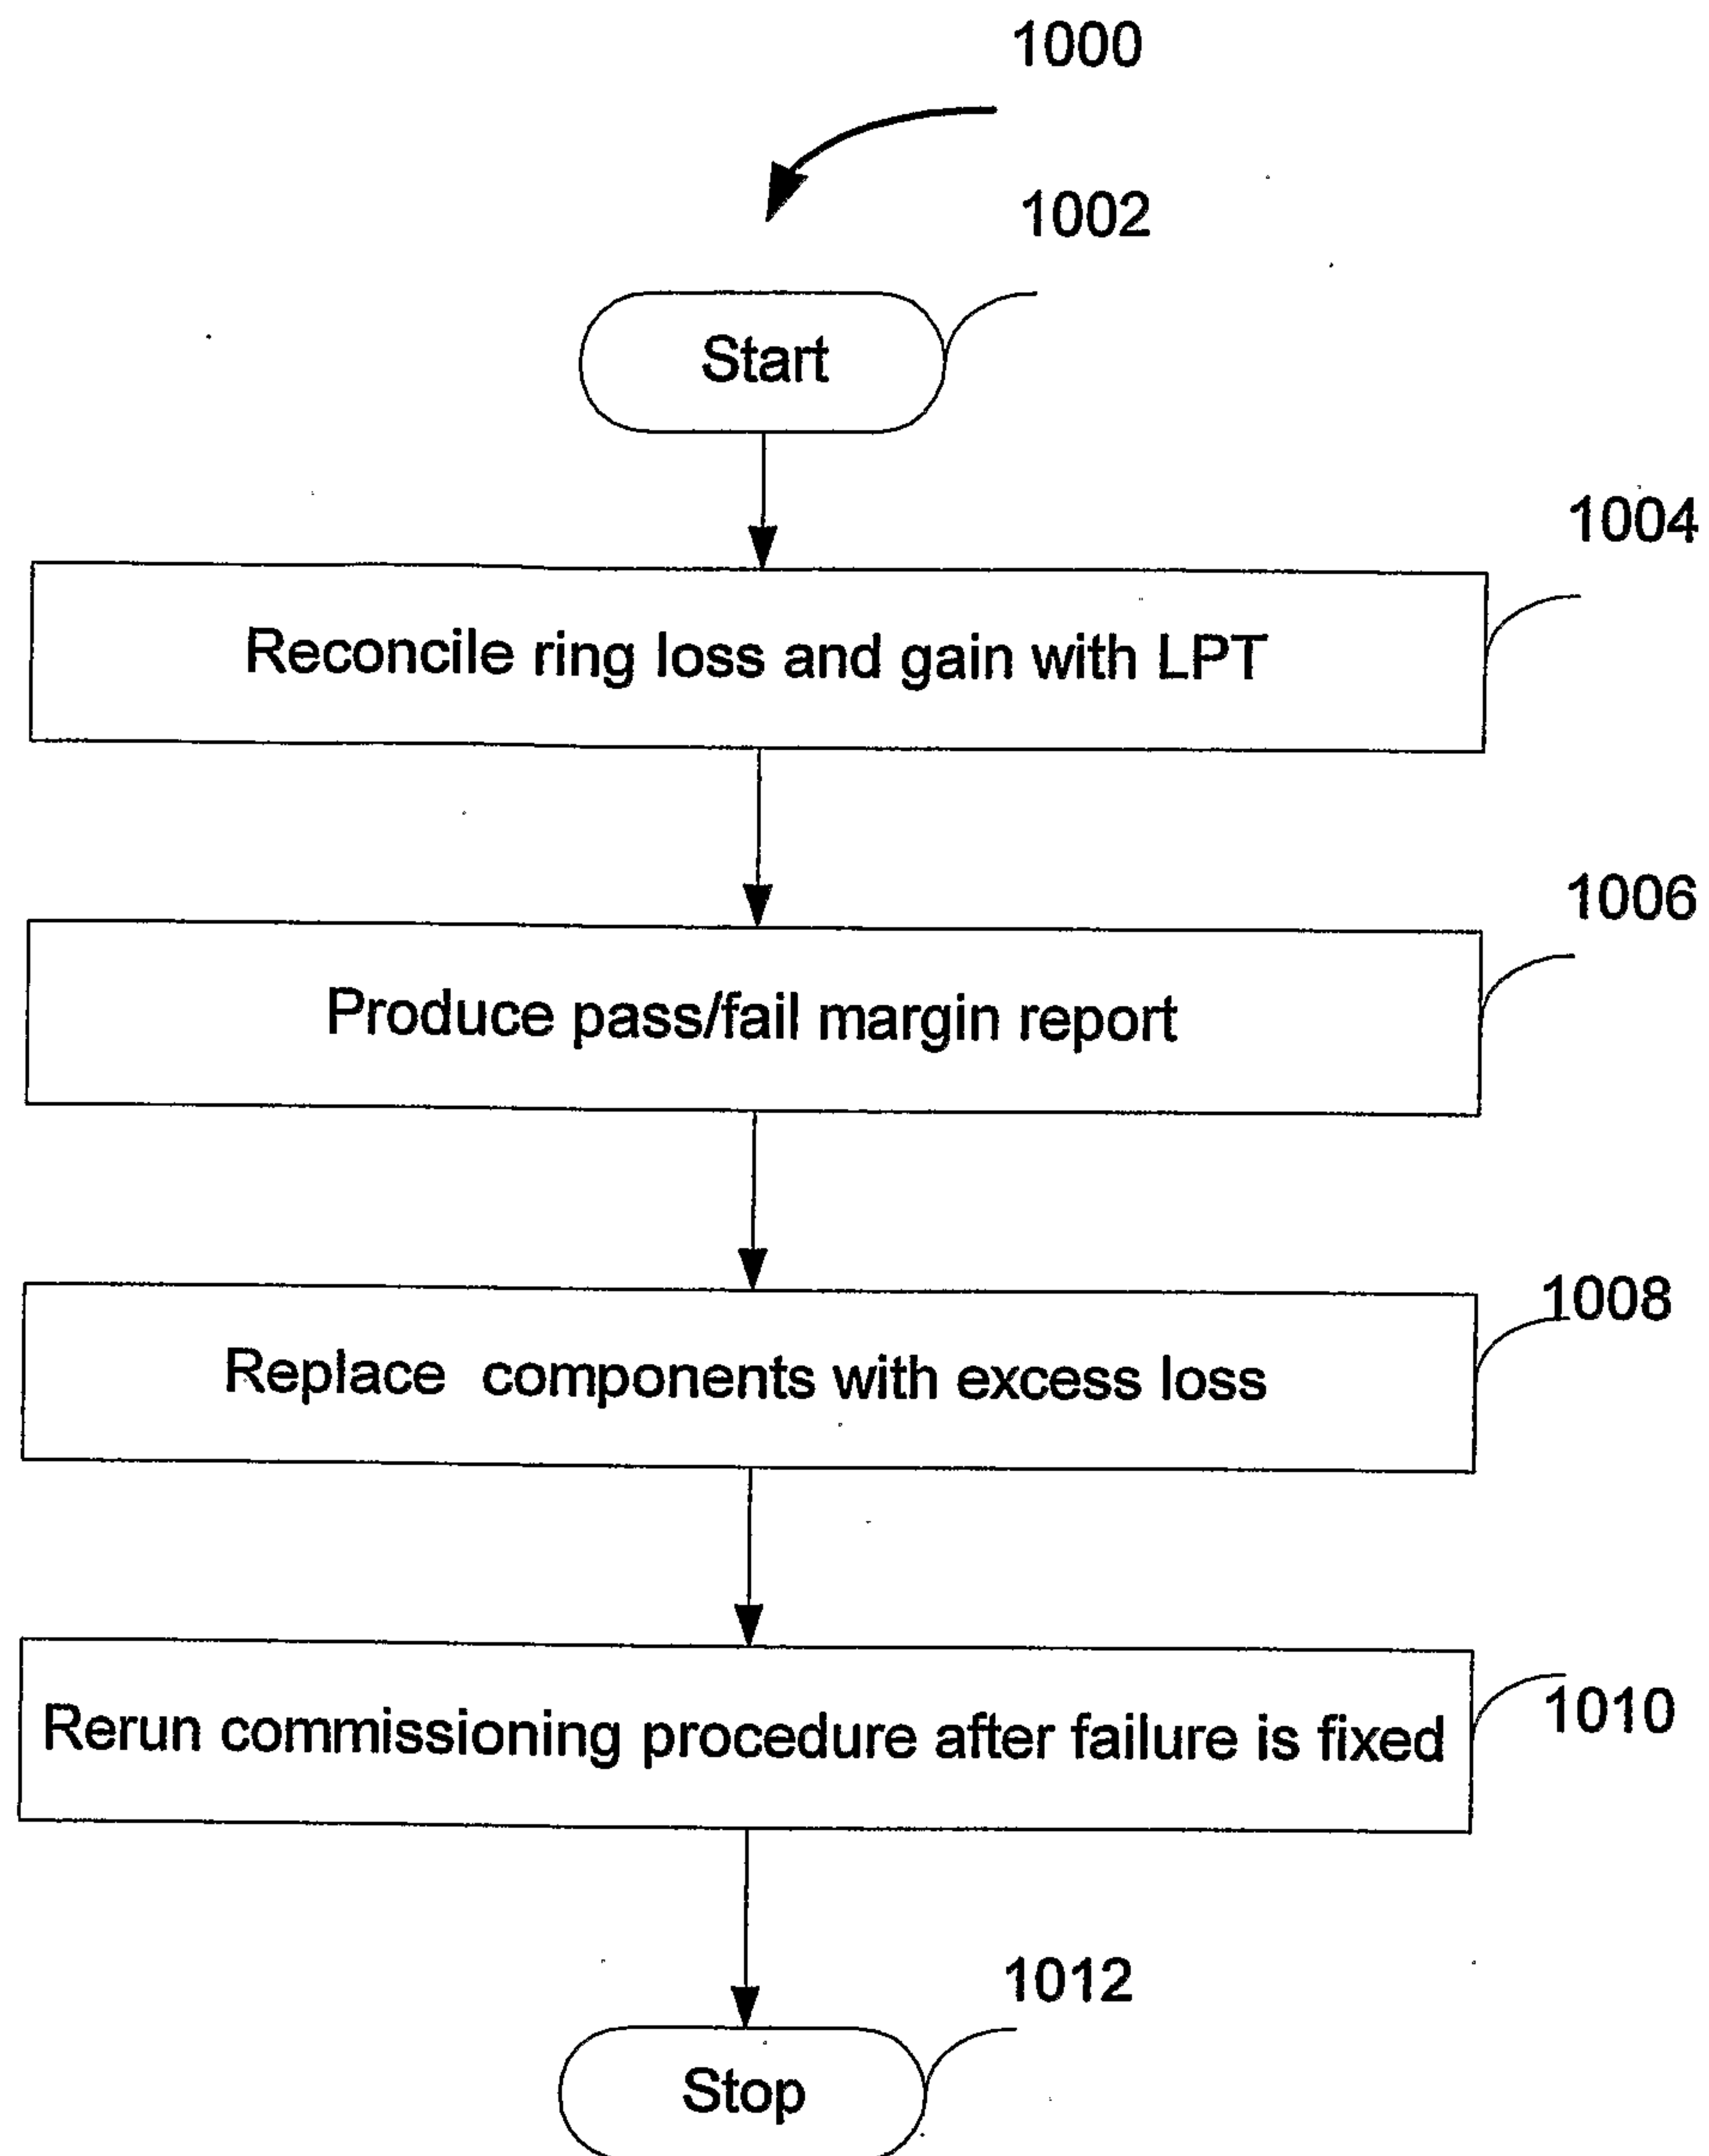 1000
1002
Start
1004
Reconcile ring loss and gain with LPT
1006
Produce pass/fail margin report
1008
Replace components with excess loss
1010
Rerun commissioning procedure after failure is fixed
1012
Stop